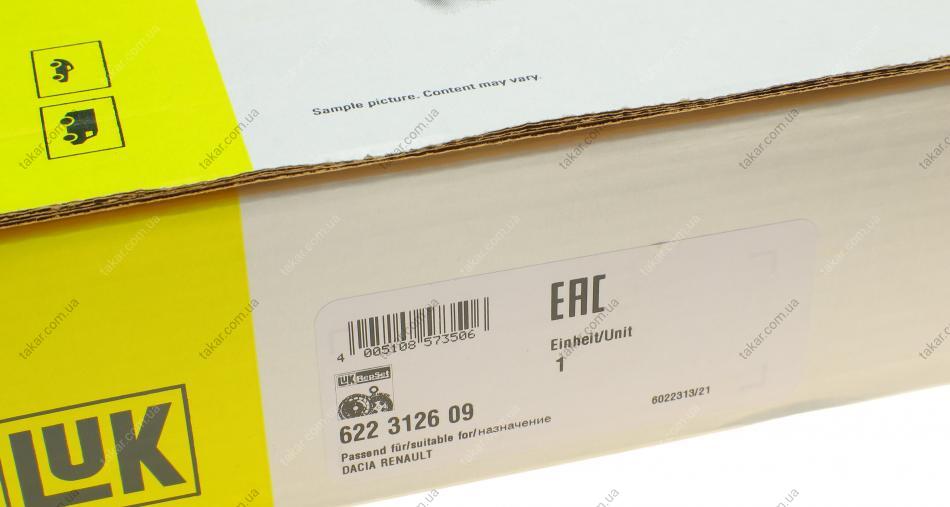 Sample picture. Content may vary.
EAC
4 005108 573506
Einheit/Unit
1
LUK RepSet
622 3126 09
6022313/21
Passend für/suitable for/назначение
DACIA RENAULT
LUK
takar.com.ua